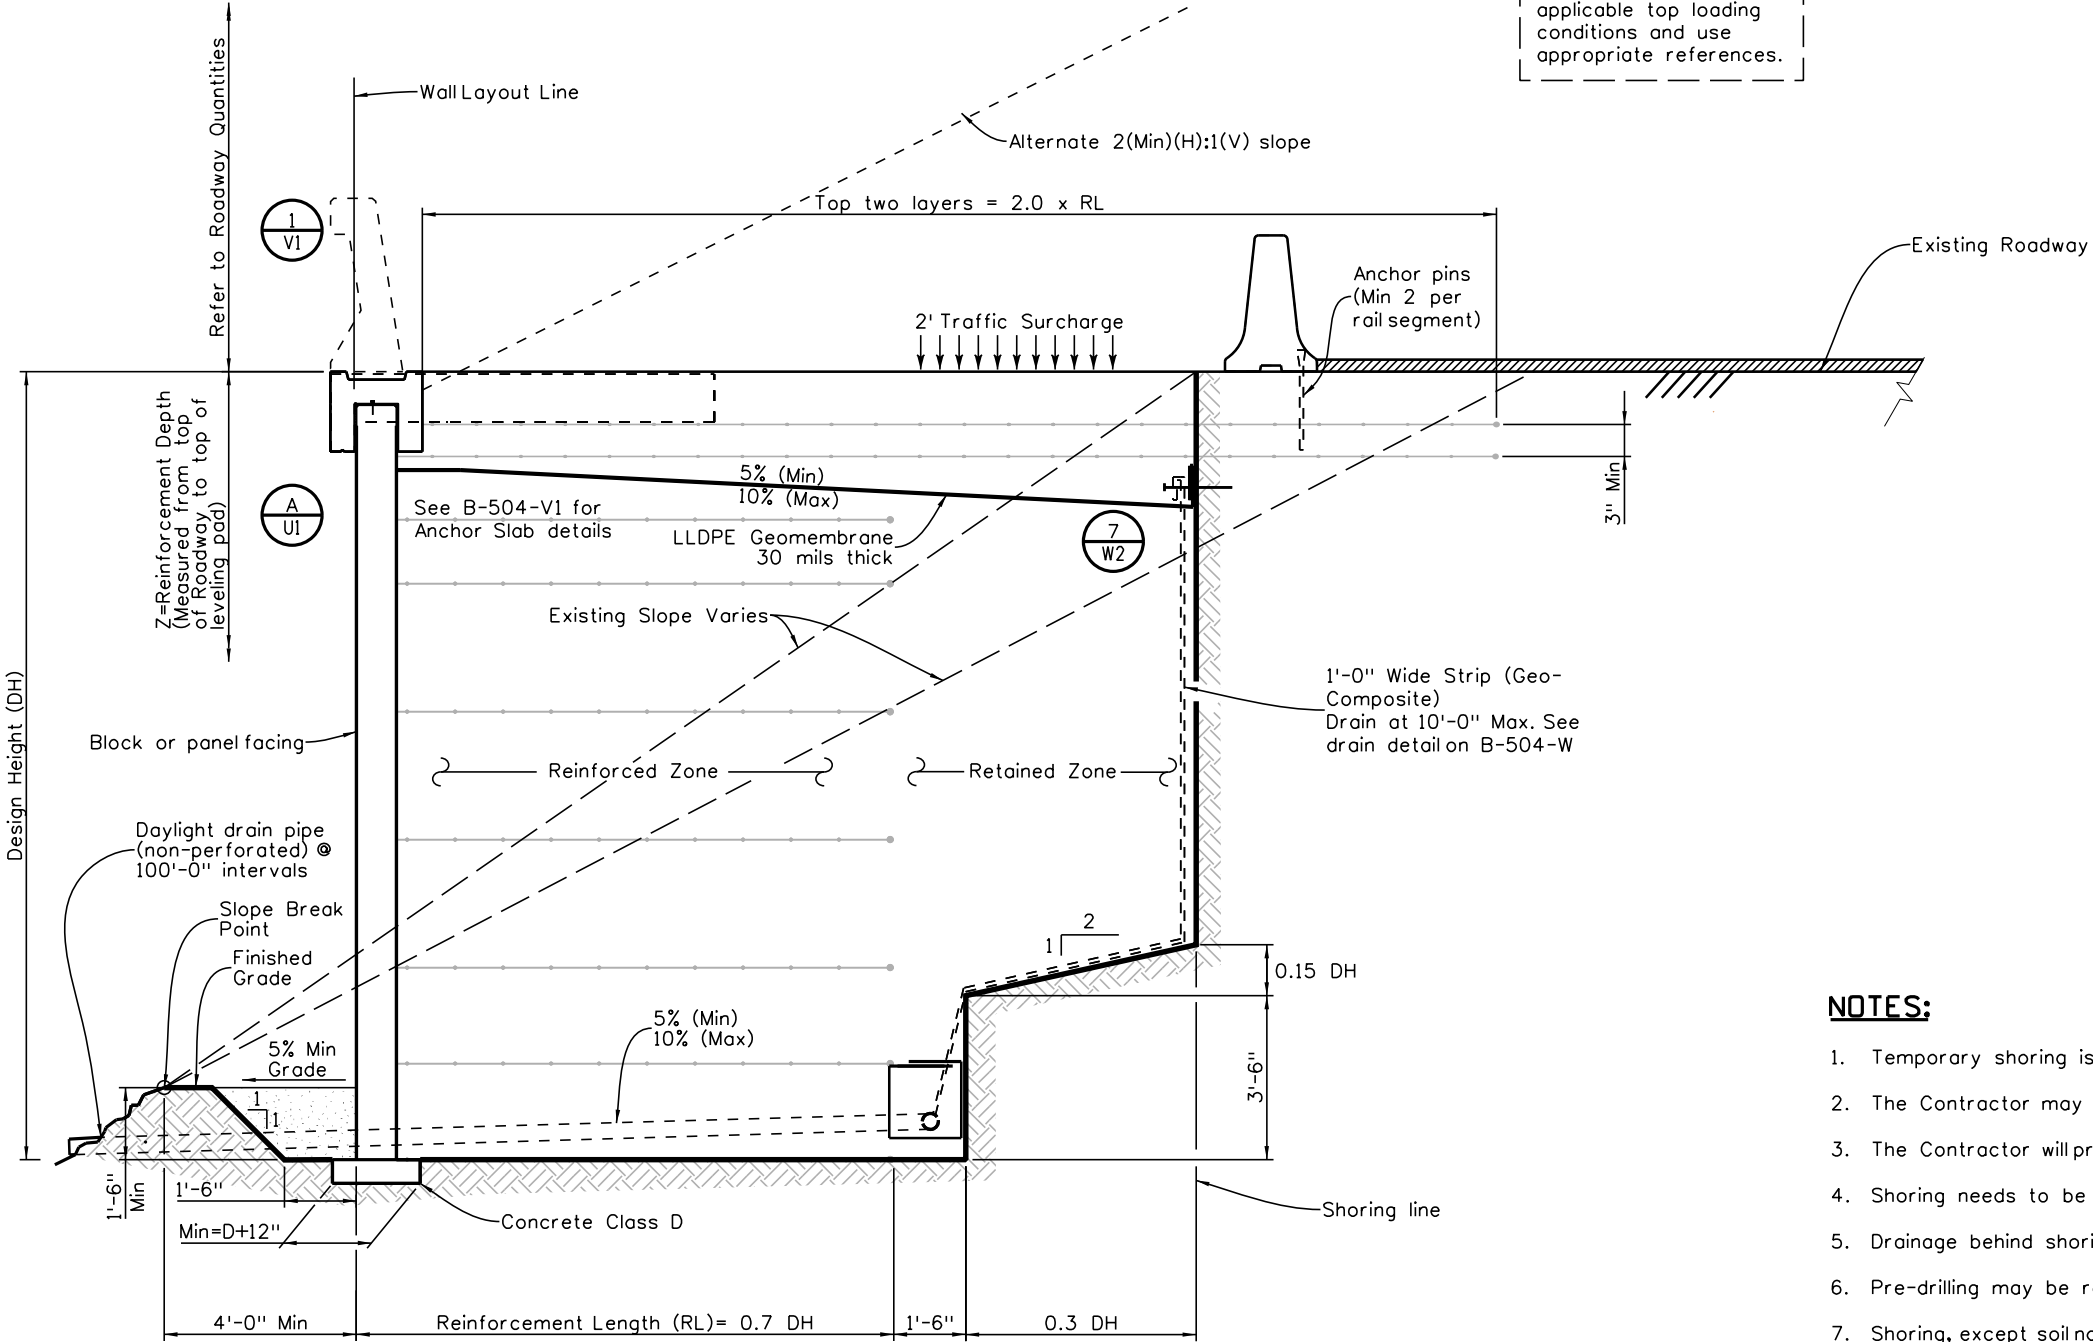 applicable top loading
conditions and use
appropriate references.
Wall Layout Line
Refer to Roadway Quantities
Alternate 2(Min)(H):1(V) slope
Top two layers = 2.0 x RL
1
V1
Existing Roadway
Anchor pins
(Min 2 per
rail segment)
2' Traffic Surcharge
Z=Reinforcement Depth
(Measured from top
of Roadway to top of
leveling pad)
5% (Min)
10% (Max)
3" Min
A
U1
See B-504-V1 for
Anchor Slab details
LLDPE Geomembrane
30 mils thick
7
W2
Existing Slope Varies
Design Height (DH)
1'-0" Wide Strip (Geo-
Composite)
Drain at 10'-0" Max. See
drain detail on B-504-W
Block or panel facing
Reinforced Zone
Retained Zone
Daylight drain pipe
(non-perforated) @
100'-0" intervals
Slope Break
Point
Finished
Grade
2
1
0.15 DH
5% (Min)
10% (Max)
5% Min
Grade
1
1
3'-6"
1'-6"
Min
1'-6"
Min=D+12"
Concrete Class D
Shoring line
4'-0" Min
Reinforcement Length (RL)= 0.7 DH
1'-6"
0.3 DH
NOTES:
1. Temporary shoring is
2. The Contractor may
3. The Contractor will pr
4. Shoring needs to be
5. Drainage behind shori
6. Pre-drilling may be r
7. Shoring, except soil na